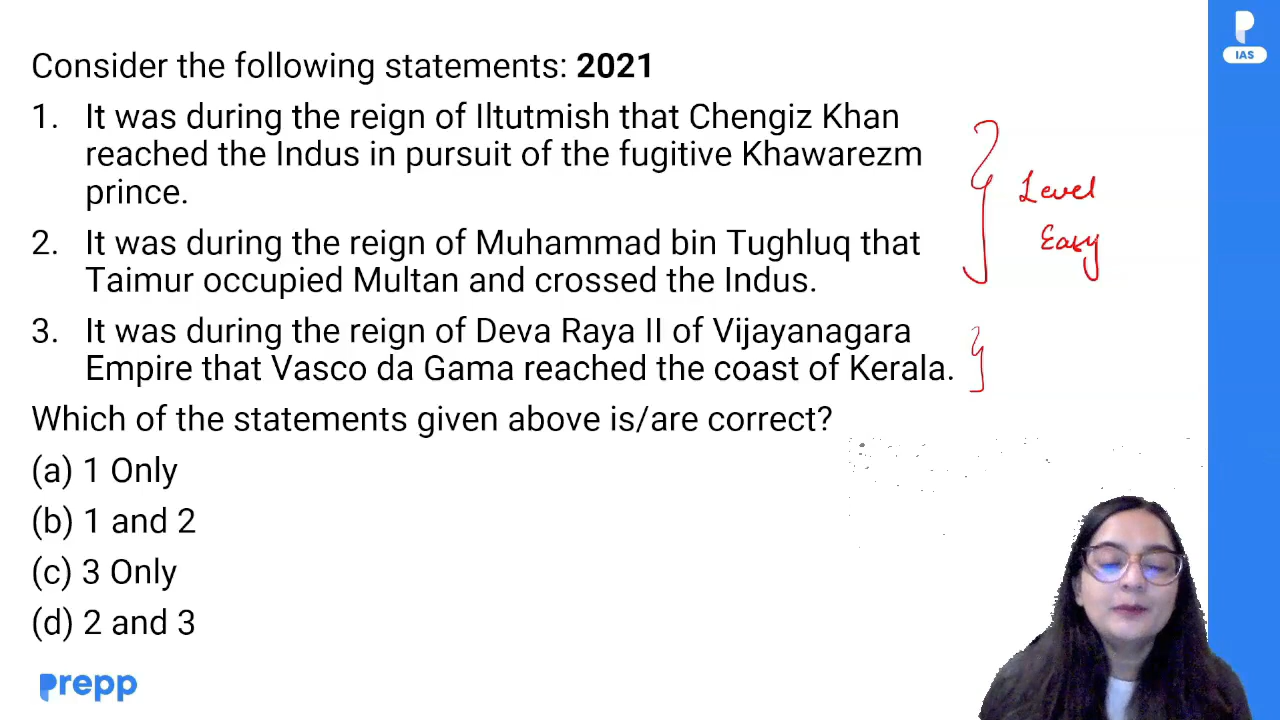 IAS
Consider the following statements: 2021
1. It was during the reign of Iltutmish that Chengiz Khan
reached the Indus in pursuit of the fugitive Khawarezm
prince.
2. It was during the reign of Muhammad bin Tughluq that
Taimur occupied Multan and crossed the Indus.
3. It was during the reign of Deva Raya II of Vijayanagara
Empire that Vasco da Gama reached the coast of Kerala.
Level
Easy
Which of the statements given above is/are correct?
(a) 1 Only
(b) 1 and 2
(c) 3 Only
(d) 2 and 3
prepp